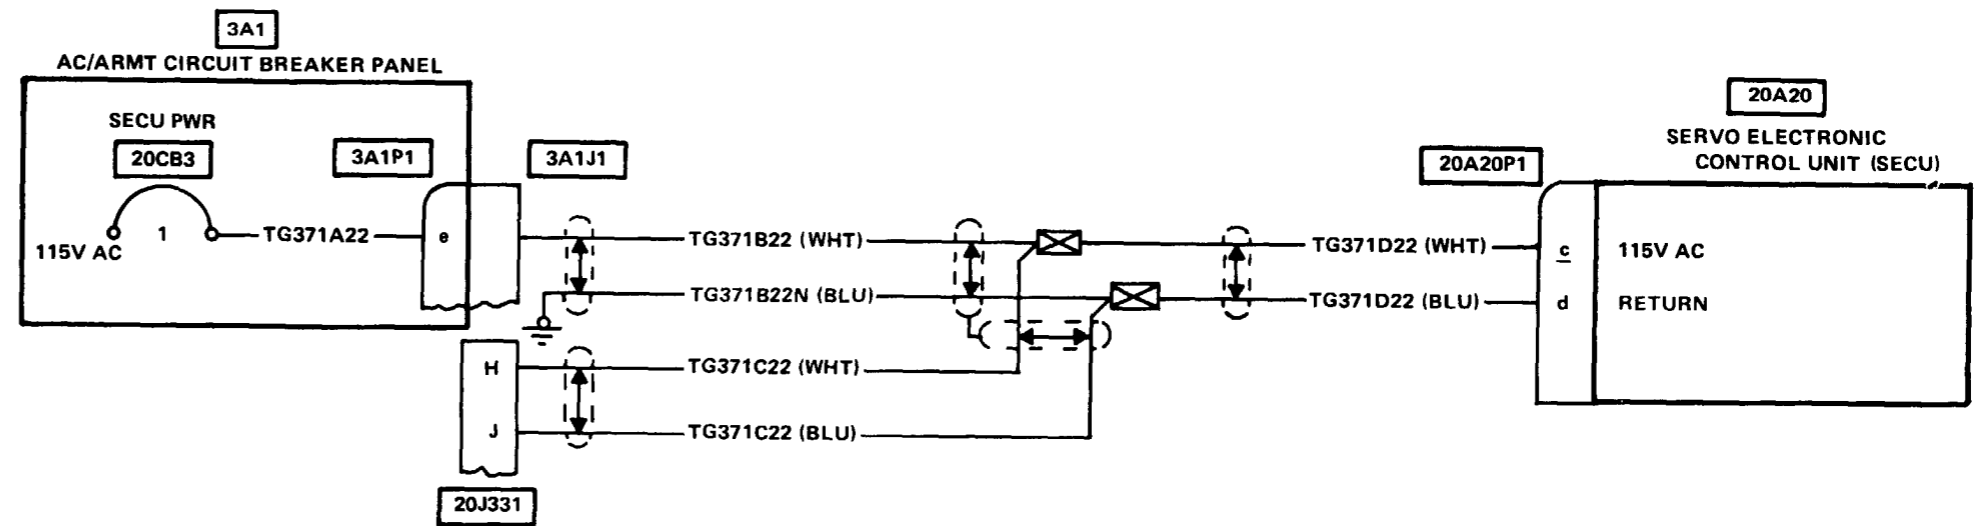 3A1
AC/ARMT CIRCUIT BREAKER PANEL
SECU PWR
20CB3
3A1P1
3A1J1
115V AC
1
TG371A22
e
TG371B22 (WHT)
TG371B22N (BLU)
TG371D22 (WHT)
TG371D22 (BLU)
20A20
SERVO ELECTRONIC
CONTROL UNIT (SECU)
20A20P1
c
115V AC
d
RETURN
H
TG371C22 (WHT)
J
TG371C22 (BLU)
20J331